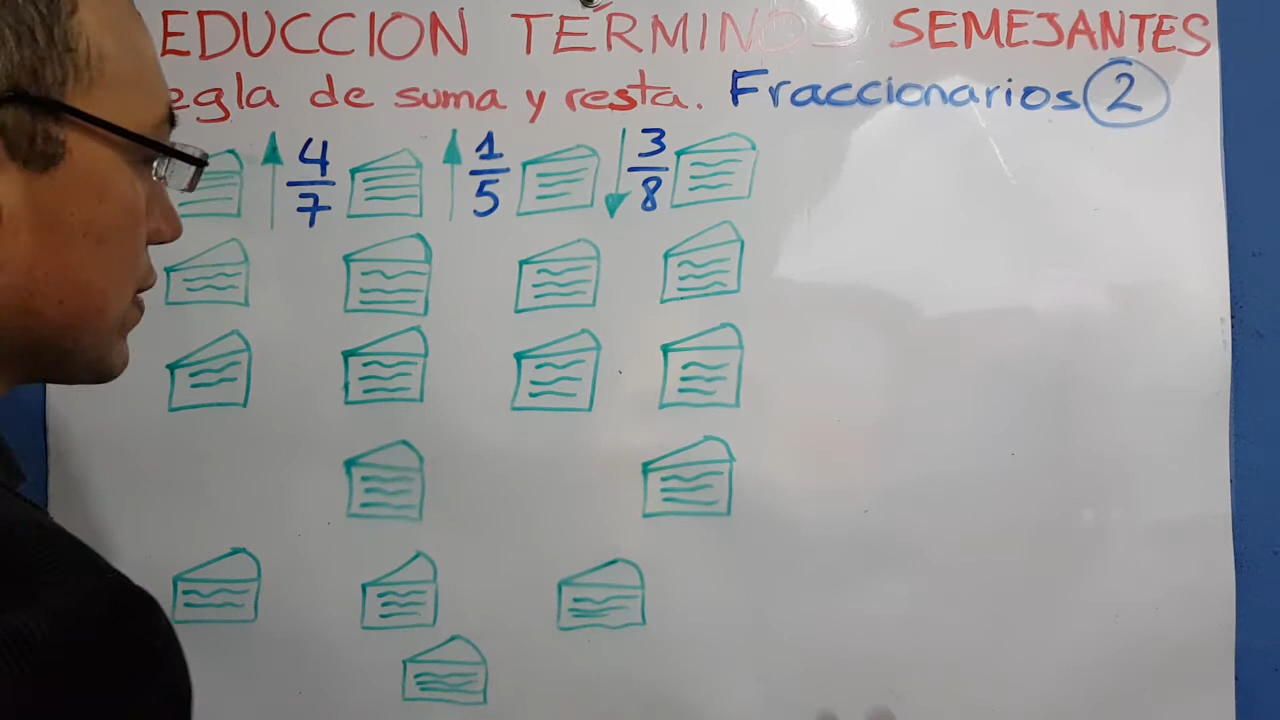 EDUCCION TÉRMINOS SEMEJANTES
egla de suma y resta. Fraccionarios 2
4/7 1/5 3/8